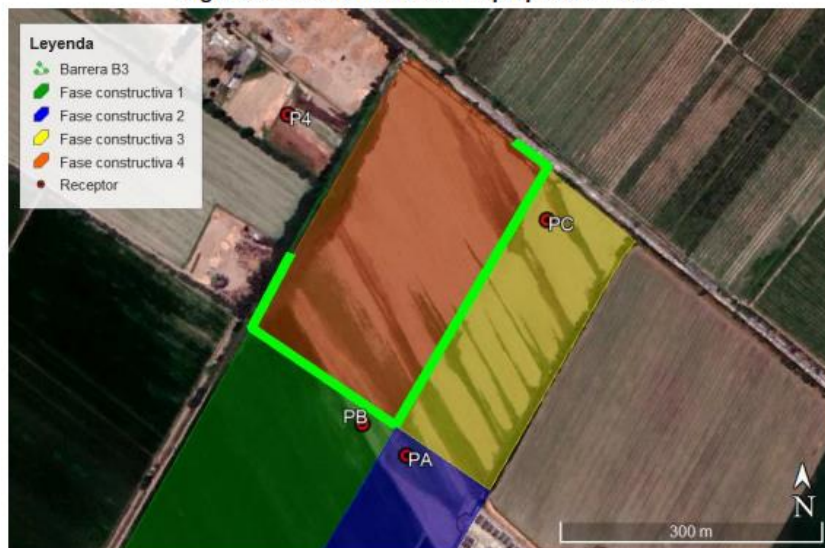 Leyenda
Barrera B3
Fase constructiva 1
Fase constructiva 2
Fase constructiva 3
Fase constructiva 4
Receptor
P4
PC
PB
PA
N
300 m